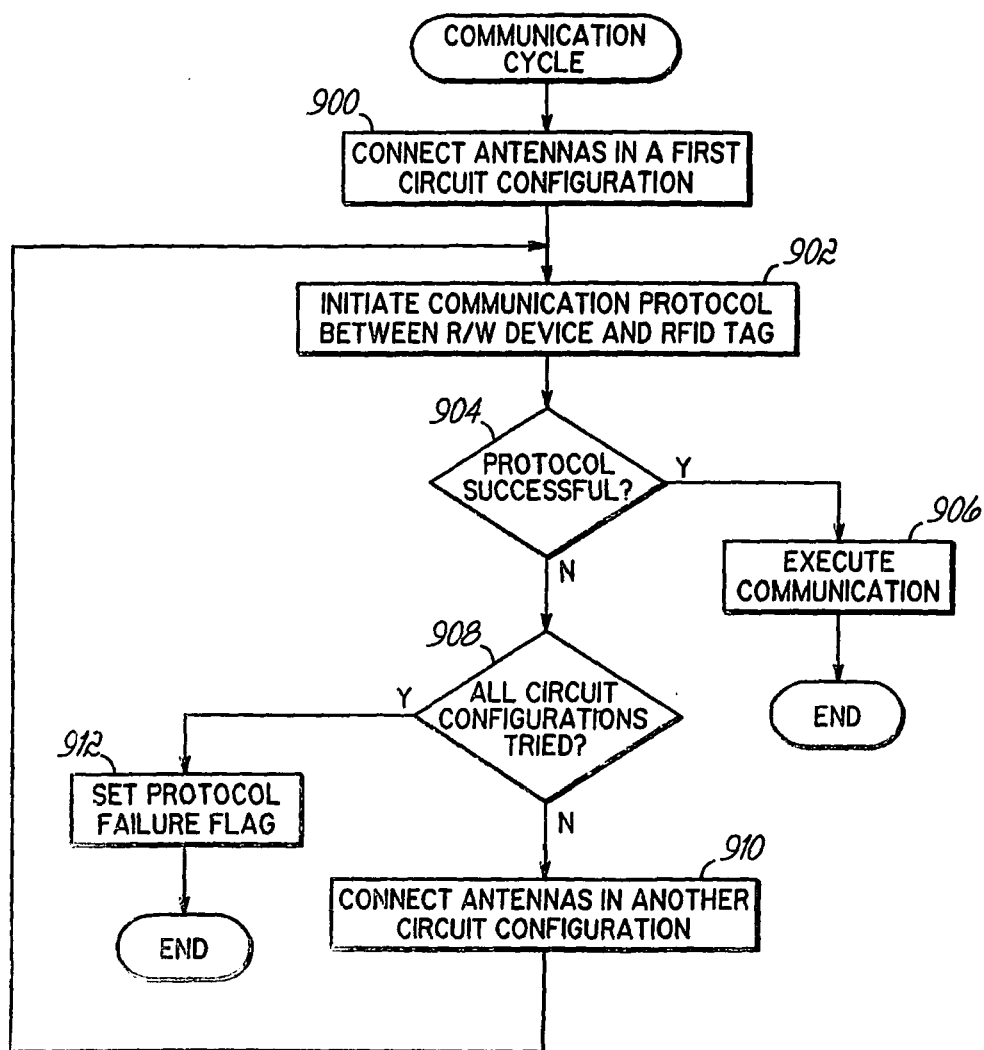 COMMUNICATION
CYCLE
900
CONNECT ANTENNAS IN A FIRST
CIRCUIT CONFIGURATION
902
INITIATE COMMUNICATION PROTOCOL
BETWEEN R/W DEVICE AND RFID TAG
904
PROTOCOL
SUCCESSFUL?
Y
N
906
EXECUTE
COMMUNICATION
END
908
ALL CIRCUIT
CONFIGURATIONS
TRIED?
Y
N
912
SET PROTOCOL
FAILURE FLAG
END
910
CONNECT ANTENNAS IN ANOTHER
CIRCUIT CONFIGURATION